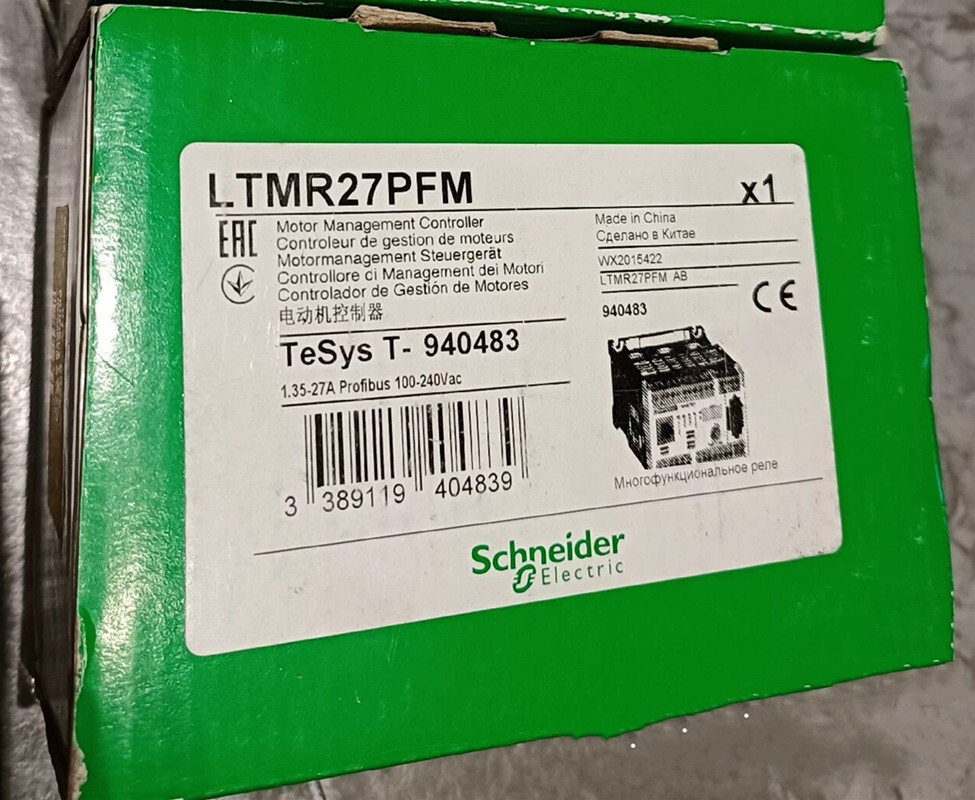 LTMR27PFM x1
EAC
Motor Management Controller
Controleur de gestion de moteurs
Motormanagement Steuergerät
Controllore di Management dei Motori
Controlador de Gestión de Motores
电动机控制器
TeSys T- 940483
1.35-27A Profibus 100-240Vac
3 389119 404839
Made in China
Сделано в Китае
WX2015422
LTMR27PFM AB
940483
CE
Многофункциональное реле
Schneider
Electric